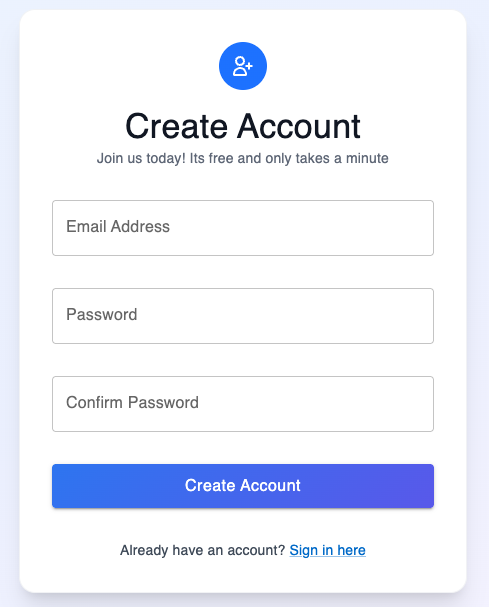 Create Account
Join us today! Its free and only takes a minute
Email Address
Password
Confirm Password
Create Account
Already have an account? Sign in here